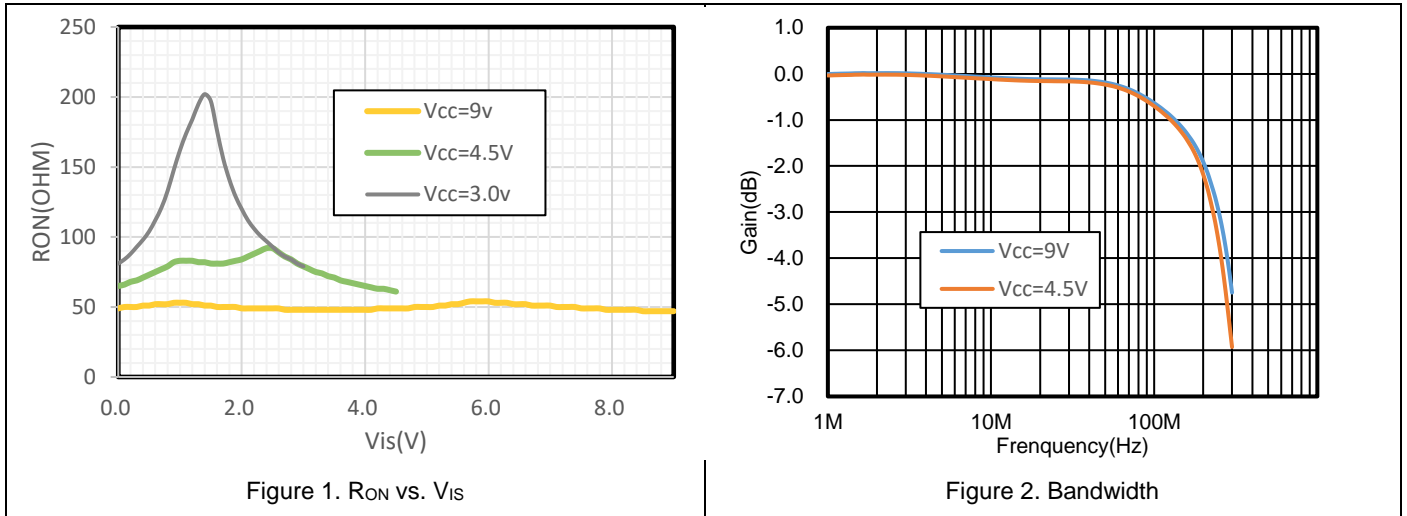 250
200
150
100
50
0
RON(OHM)
Vcc=9v
Vcc=4.5V
Vcc=3.0v
0.0 2.0 4.0 6.0 8.0
Vis(V)
Figure 1. RON vs. VIS
1.0
0.0
-1.0
-2.0
-3.0
-4.0
-5.0
-6.0
-7.0
Gain(dB)
Vcc=9V
Vcc=4.5V
1M 10M 100M
Frenquency(Hz)
Figure 2. Bandwidth